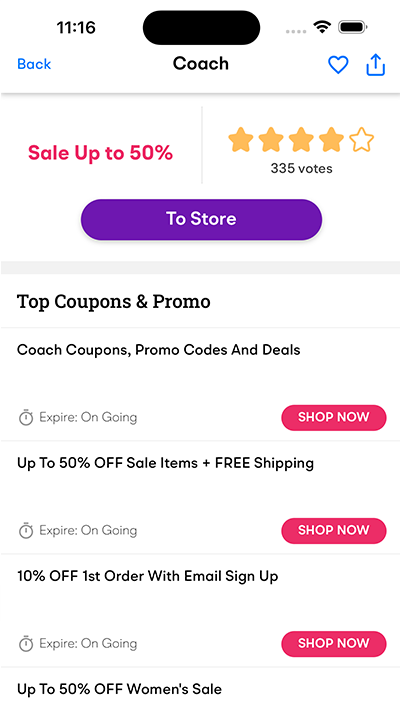 11:16
Back
Coach
Sale Up to 50%
335 votes
To Store
Top Coupons & Promo
Coach Coupons, Promo Codes And Deals
Expire: On Going
SHOP NOW
Up To 50% OFF Sale Items + FREE Shipping
Expire: On Going
SHOP NOW
10% OFF 1st Order With Email Sign Up
Expire: On Going
SHOP NOW
Up To 50% OFF Women's Sale